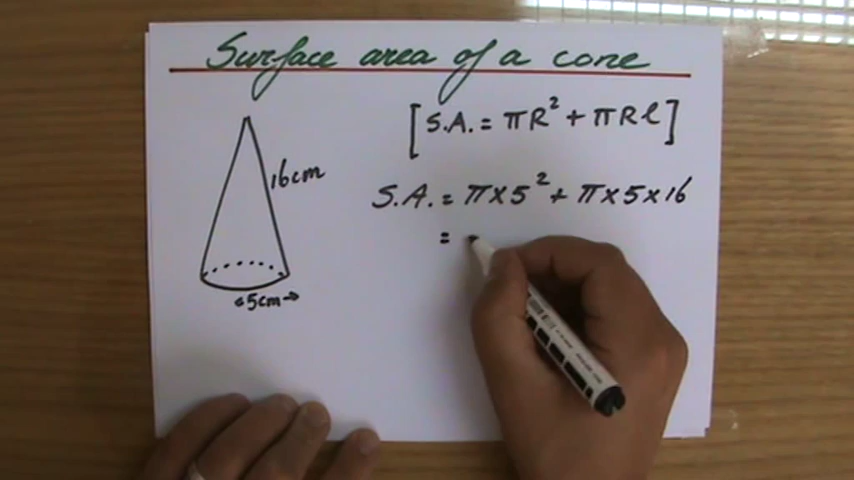 Surface area of a cone
[S.A. = πR² + πRl]
16cm
S.A. = π×5² + π×5×16
=
5cm